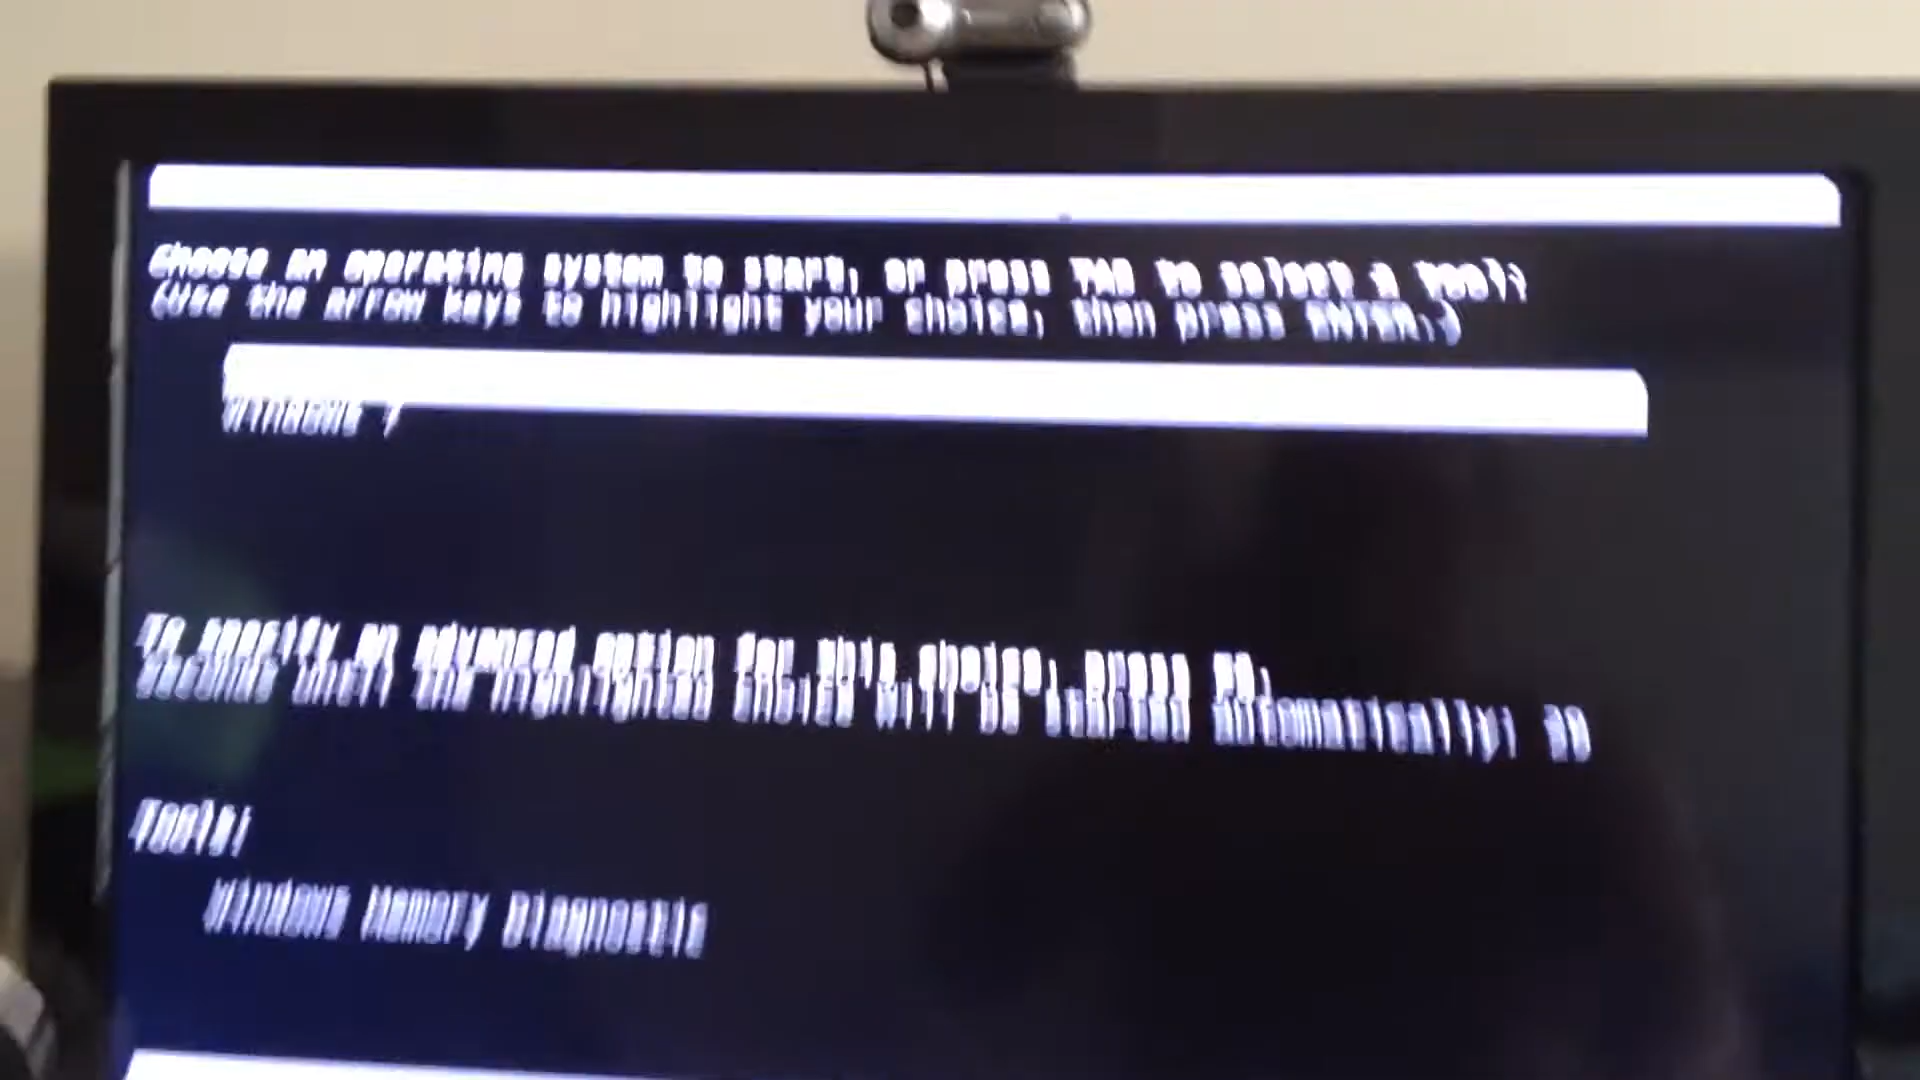 Choose an operating system to start, or press TAB to select a tool:
(Use the arrow keys to highlight your choice, then press ENTER.)
Windows 7
To specify an advanced option for this choice, press F8.
Seconds until the highlighted choice will be started automatically:
Tools:
Windows Memory Diagnostic